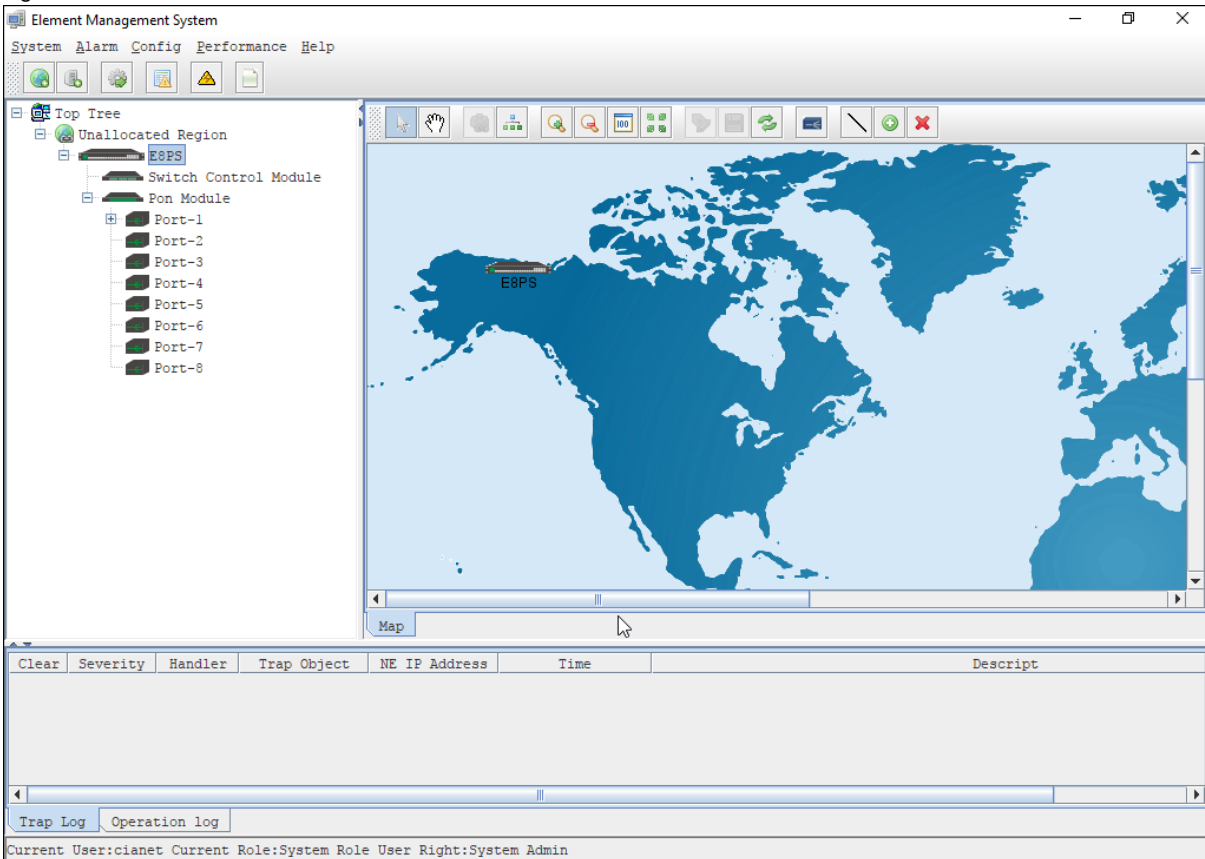 Element Management System
System Alarm Config Performance Help
Top Tree
Unallocated Region
E8PS
Switch Control Module
Pon Module
Port-1
Port-2
Port-3
Port-4
Port-5
Port-6
Port-7
Port-8
100
E8PS
Map
Clear Severity Handler Trap Object NE IP Address Time Descript
Trap Log Operation log
Current User:cianet Current Role:System Role User Right:System Admin